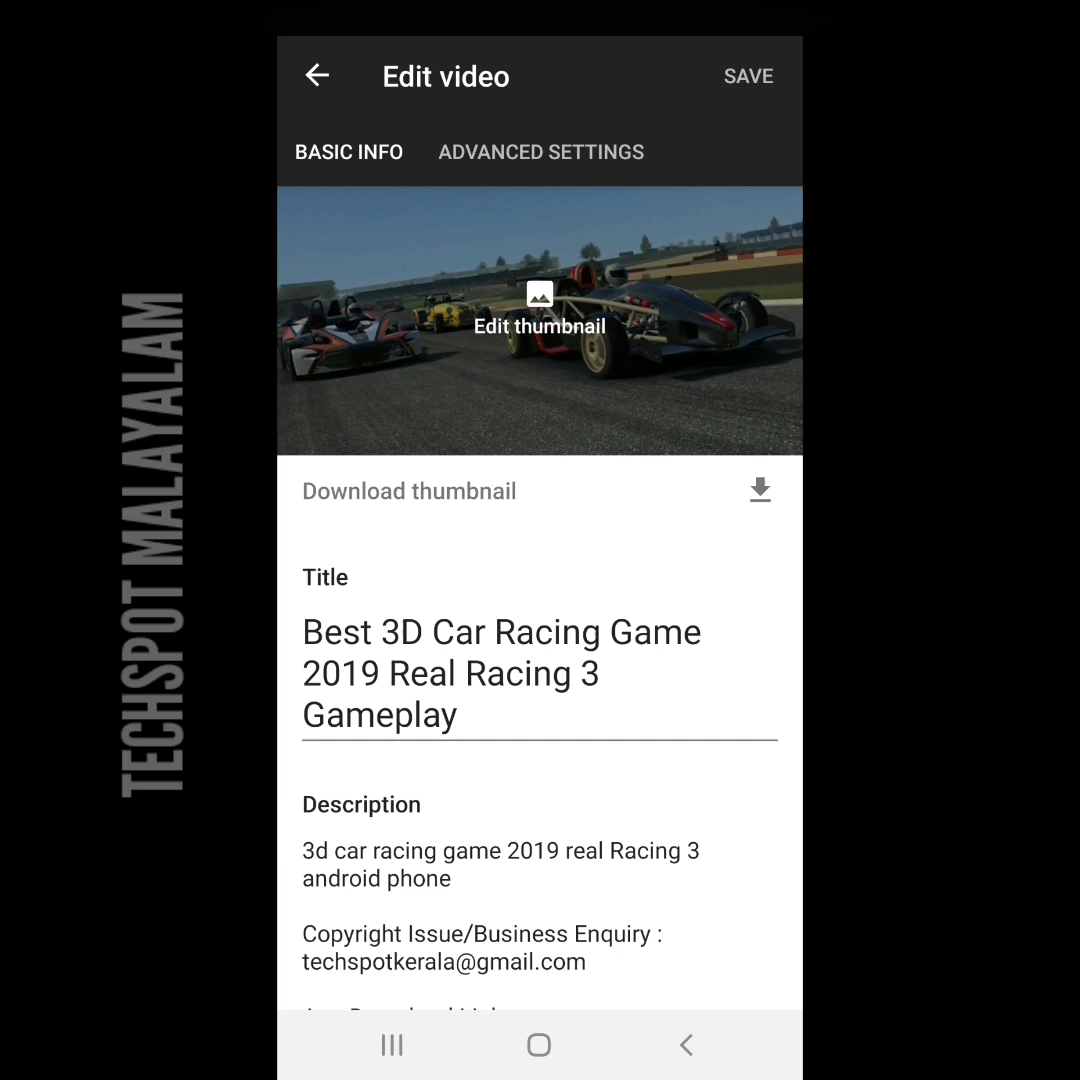 Edit video
SAVE
BASIC INFO
ADVANCED SETTINGS
Edit thumbnail
Download thumbnail
Title
Best 3D Car Racing Game
2019 Real Racing 3
Gameplay
Description
3d car racing game 2019 real Racing 3
android phone
Copyright Issue/Business Enquiry :
techspotkerala@gmail.com
TECHSPOT MALAYALAM